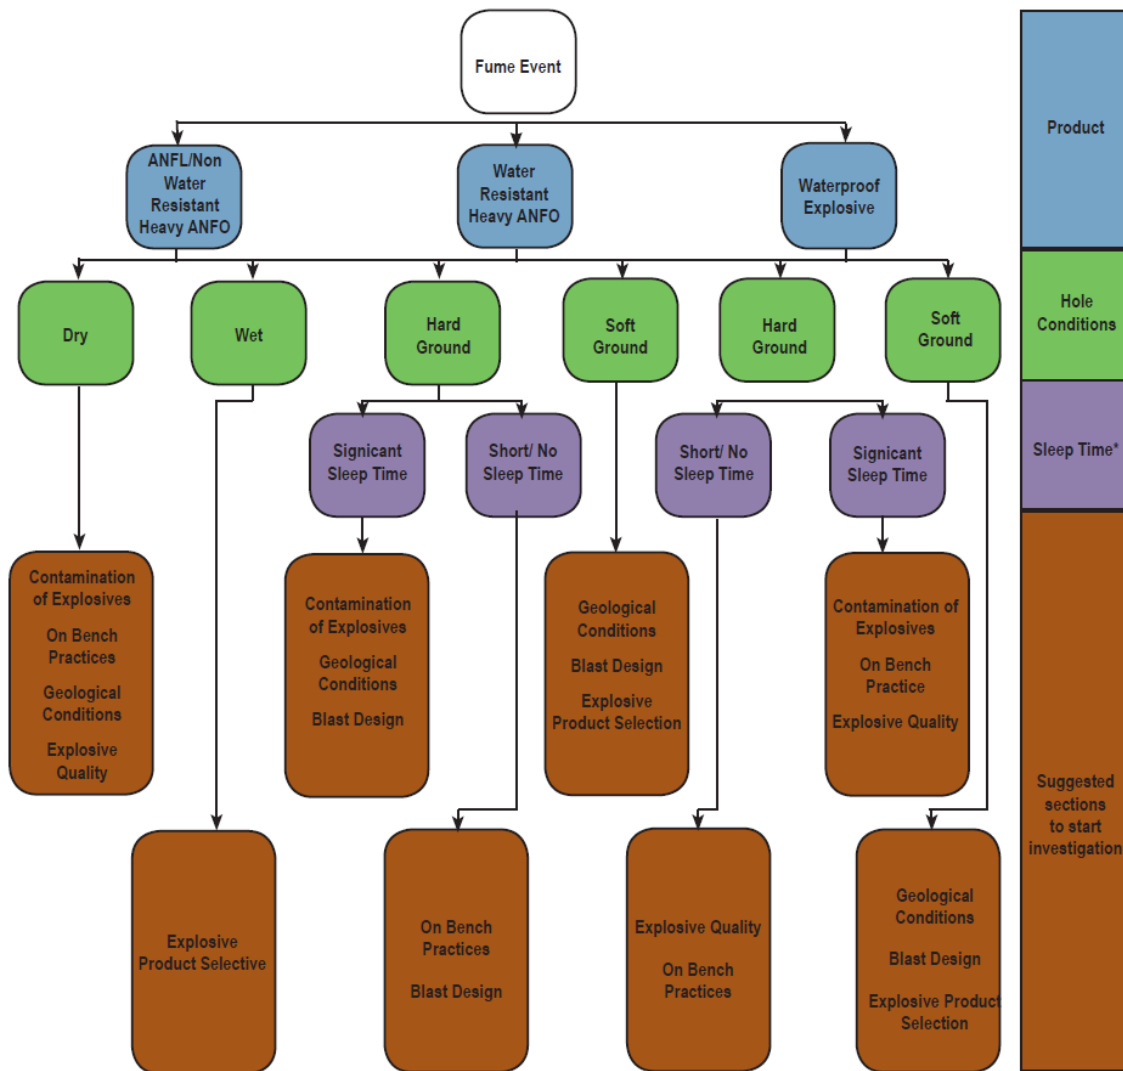 Fume Event
Product
ANFL/Non
Water
Resistant
Heavy ANFO
Water
Resistant
Heavy ANFO
Waterproof
Explosive
Hole
Conditions
Dry
Wet
Hard
Ground
Soft
Ground
Hard
Ground
Soft
Ground
Sleep Time*
Signicant
Sleep Time
Short/ No
Sleep Time
Short/ No
Sleep Time
Signicant
Sleep Time
Suggested
sections
to start
investigation
Contamination
of Explosives
On Bench
Practices
Geological
Conditions
Explosive
Quality
Contamination
of Explosives
Geological
Conditions
Blast Design
Geological
Conditions
Blast Design
Explosive
Product Selection
Contamination of
Explosives
On Bench
Practice
Explosive Quality
Explosive
Product Selective
On Bench
Practices
Blast Design
Explosive Quality
On Bench
Practices
Geological
Conditions
Blast Design
Explosive Product
Selection